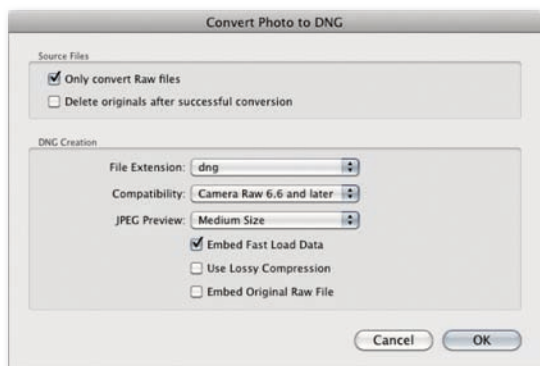 Convert Photo to DNG
Source Files
Only convert Raw files
Delete originals after successful conversion
DNG Creation
File Extension: dng
Compatibility: Camera Raw 6.6 and later
JPEG Preview: Medium Size
Embed Fast Load Data
Use Lossy Compression
Embed Original Raw File
Cancel OK